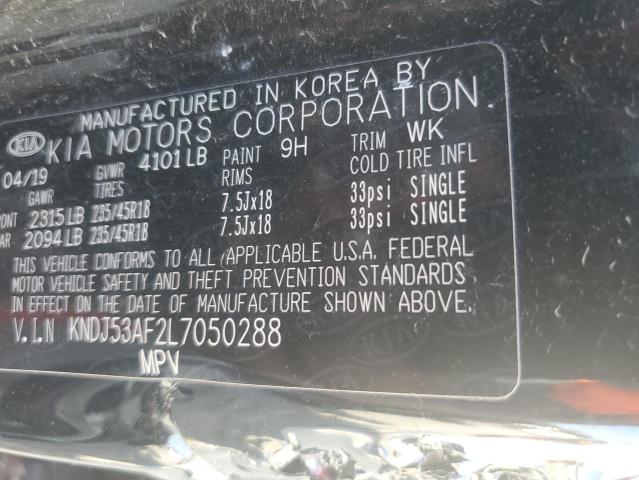 MANUFACTURED IN KOREA BY
KIA KIA MOTORS CORPORATION
04/19 GVWR 4101 LB PAINT 9H TRIM WK
GAWR TIRES RIMS COLD TIRE INFL
ONT 2315 LB 235/45R18 7.5Jx18 33psi SINGLE
AR 2094 LB 235/45R18 7.5Jx18 33psi SINGLE
THIS VEHICLE CONFORMS TO ALL APPLICABLE U.S.A. FEDERAL
MOTOR VEHICLE SAFETY AND THEFT PREVENTION STANDARDS
IN EFFECT ON THE DATE OF MANUFACTURE SHOWN ABOVE.
V.I.N KNDJ53AF2L7050288
MPV